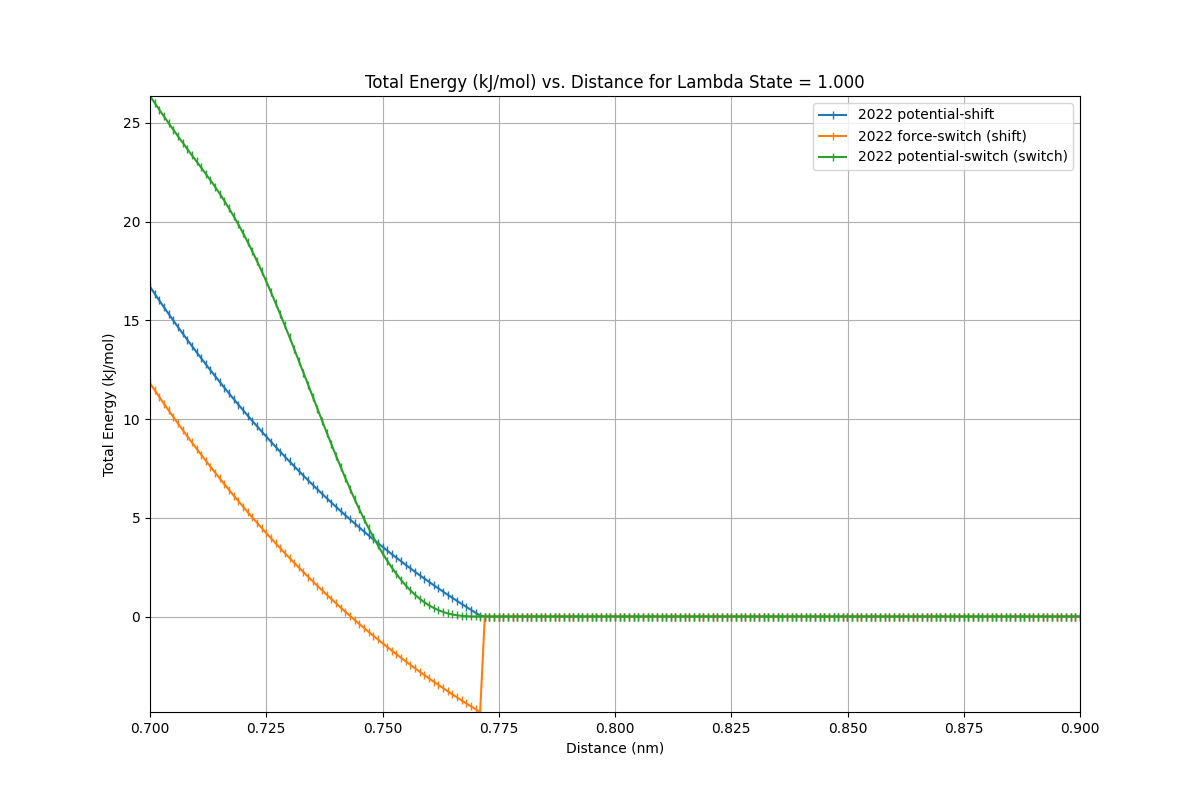 Total Energy (kJ/mol) vs. Distance for Lambda State = 1.000
2022 potential-shift
2022 force-switch (shift)
2022 potential-switch (switch)
25
20
15
10
5
0
Total Energy (kJ/mol)
0.700 0.725 0.750 0.775 0.800 0.825 0.850 0.875 0.900
Distance (nm)